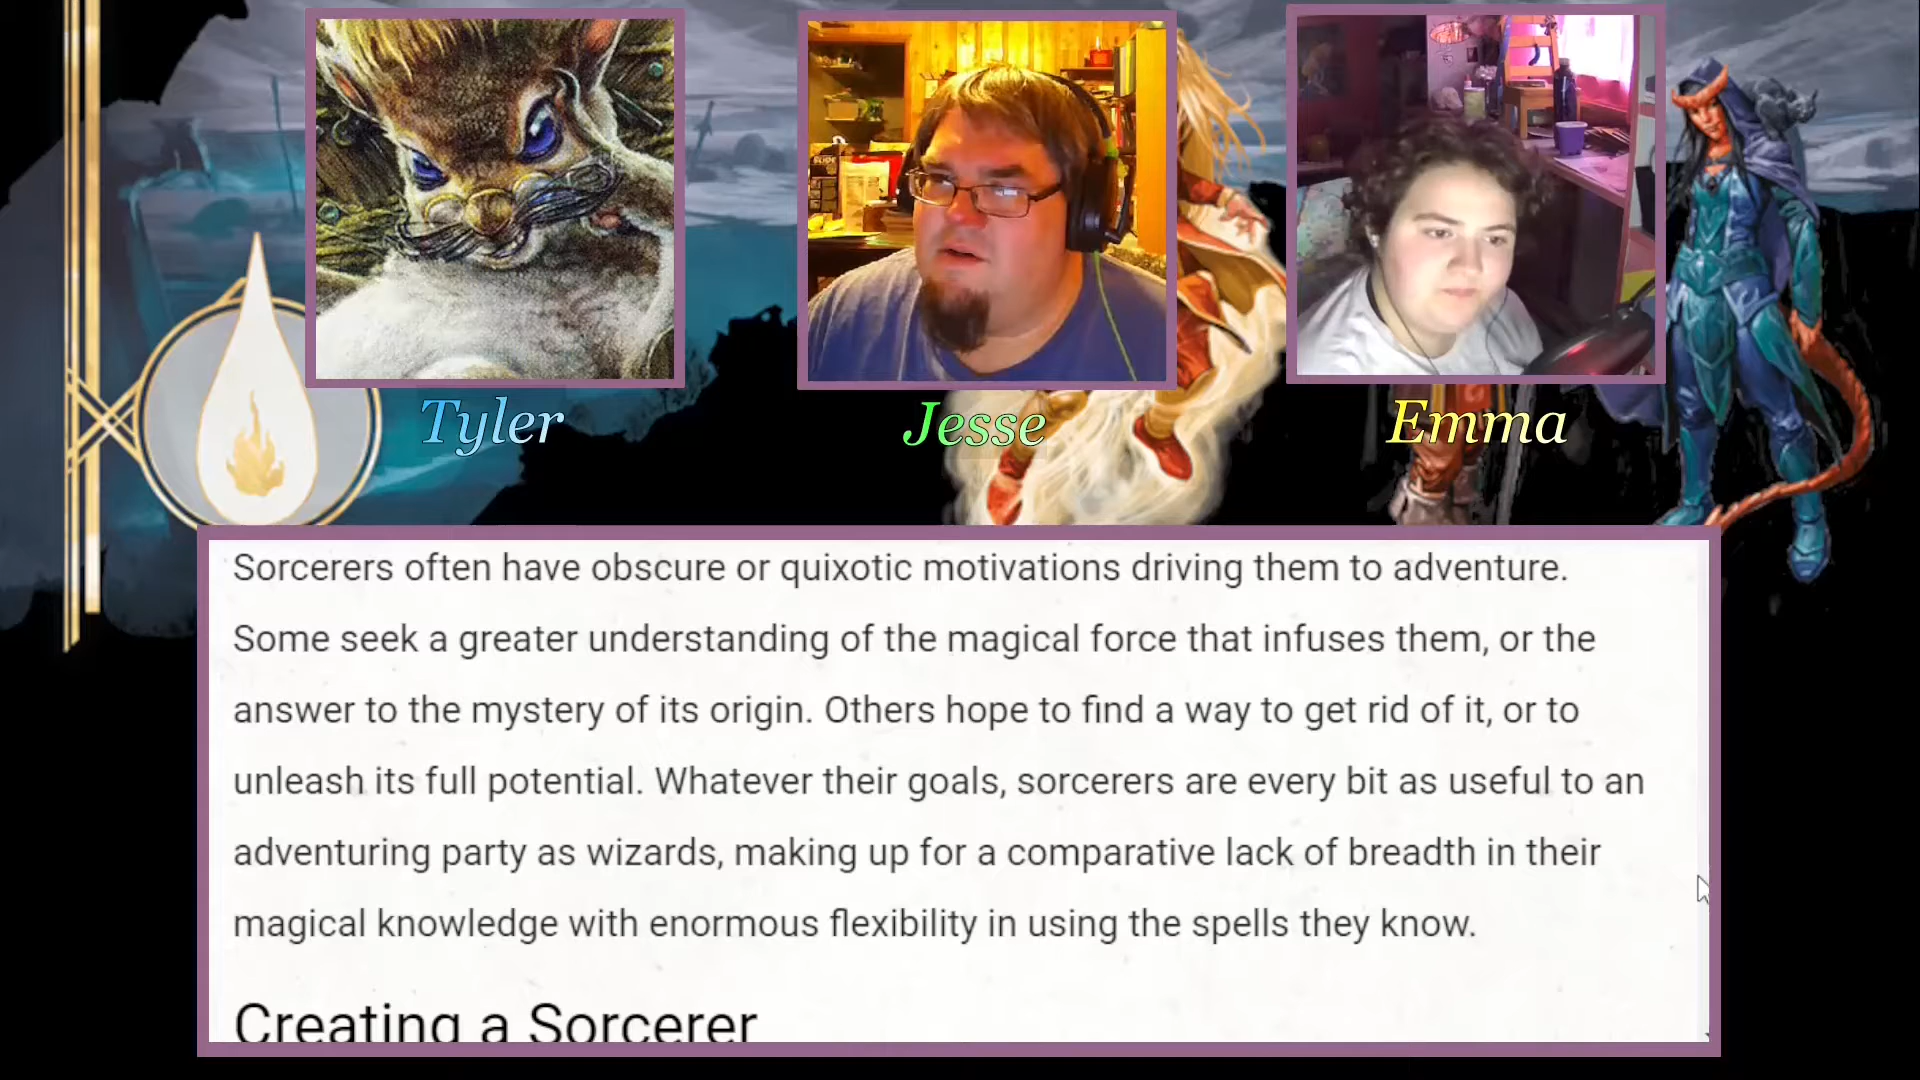 Tyler
Jesse
Emma
Sorcerers often have obscure or quixotic motivations driving them to adventure.
Some seek a greater understanding of the magical force that infuses them, or the
answer to the mystery of its origin. Others hope to find a way to get rid of it, or to
unleash its full potential. Whatever their goals, sorcerers are every bit as useful to an
adventuring party as wizards, making up for a comparative lack of breadth in their
magical knowledge with enormous flexibility in using the spells they know.
Creating a Sorcerer